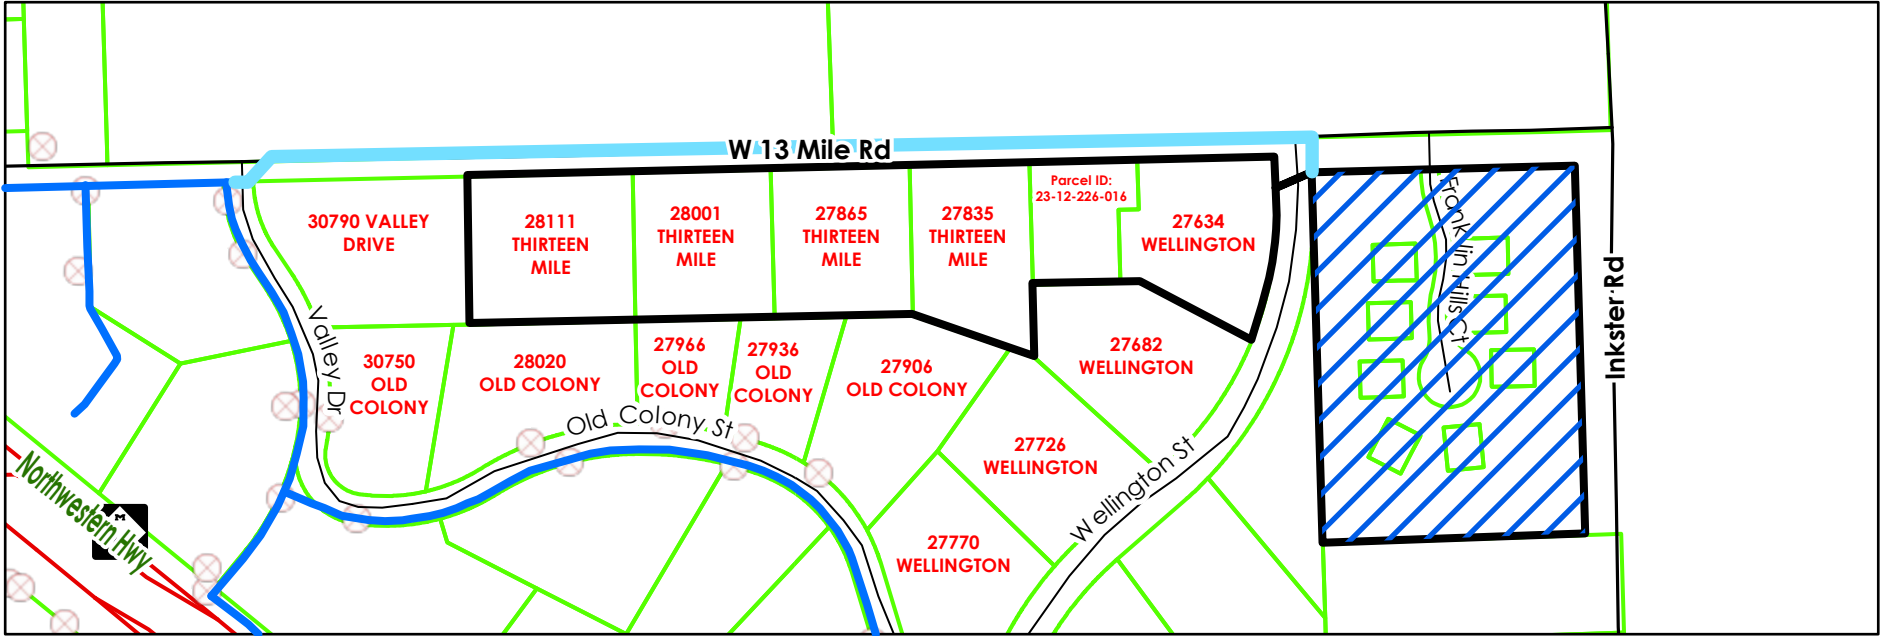 W 13 Mile Rd
Parcel ID:
23-12-226-016
30790 VALLEY
DRIVE
28111
THIRTEEN
MILE
28001
THIRTEEN
MILE
27865
THIRTEEN
MILE
27835
THIRTEEN
MILE
27634
WELLINGTON
Franklin Hills Ct
Inkster Rd
Valley Dr
30750
OLD
COLONY
28020
OLD COLONY
27966
OLD
COLONY
27936
OLD
COLONY
27906
OLD COLONY
27682
WELLINGTON
Old Colony St
27726
WELLINGTON
Wellington St
Northwestern Hwy
M
27770
WELLINGTON